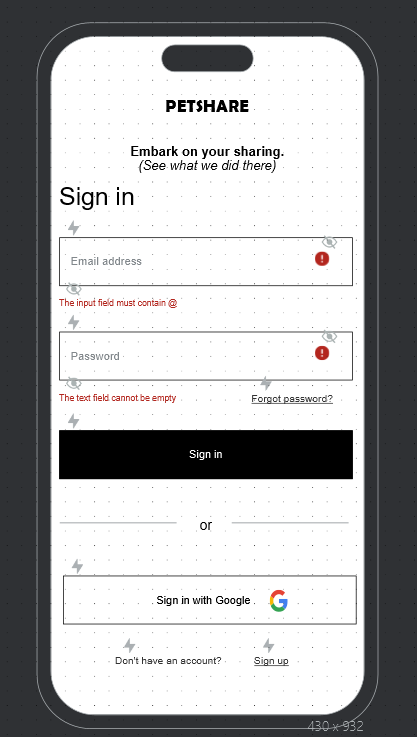 PETSHARE
Embark on your sharing.
(See what we did there)
Sign in
Email address
The input field must contain @
Password
The text field cannot be empty
Forgot password?
Sign in
or
Sign in with Google
Don't have an account? Sign up
430 x 932